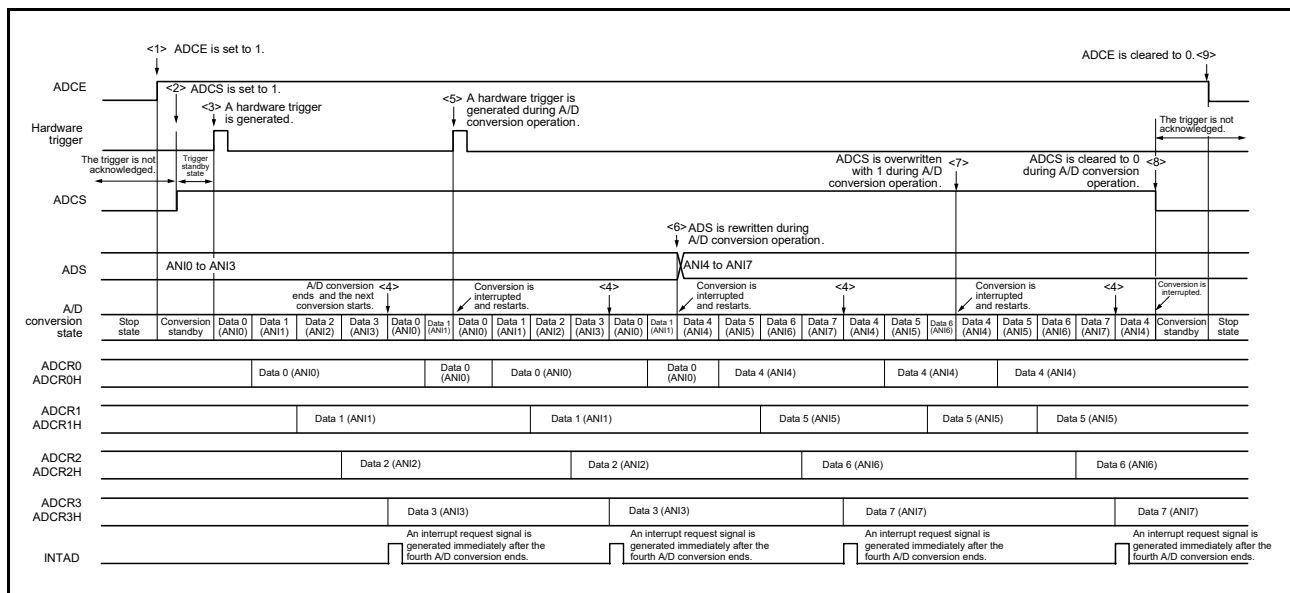 <1> ADCE is set to 1.
ADCE is cleared to 0. <9>
ADCE
<2> ADCS is set to 1.
<3> A hardware trigger
is generated.
<5> A hardware trigger is
generated during A/D
conversion operation.
Hardware
trigger
The trigger is not
acknowledged.
Trigger
standby
state
The trigger is not
acknowledged.
ADCS is overwritten
with 1 during A/D
conversion operation.
<7>
ADCS is cleared to 0
during A/D conversion
operation.
<8>
ADCS
<6> ADS is rewritten during
A/D conversion operation.
ADS
ANI0 to ANI3
ANI4 to ANI7
A/D conversion
ends and the next
conversion starts.
<4>
Conversion is
interrupted
and restarts.
<4>
Conversion is
interrupted
and restarts.
<4>
Conversion is
interrupted
and restarts.
<4>
Conversion is
interrupted.
A/D
conversion
state
Stop
state
Conversion
standby
Data 0
(ANI0)
Data 1
(ANI1)
Data 2
(ANI2)
Data 3
(ANI3)
Data 0
(ANI0)
Data 1
(ANI1)
Data 0
(ANI0)
Data 1
(ANI1)
Data 2
(ANI2)
Data 3
(ANI3)
Data 0
(ANI0)
Data 1
(ANI1)
Data 4
(ANI4)
Data 5
(ANI5)
Data 6
(ANI6)
Data 7
(ANI7)
Data 4
(ANI4)
Data 5
(ANI5)
Data 6
(ANI6)
Data 4
(ANI4)
Data 5
(ANI5)
Data 6
(ANI6)
Data 7
(ANI7)
Data 4
(ANI4)
Conversion
standby
Stop
state
ADCR0
ADCR0H
Data 0 (ANI0)
Data 0
(ANI0)
Data 0 (ANI0)
Data 0
(ANI0)
Data 4 (ANI4)
Data 4 (ANI4)
Data 4 (ANI4)
ADCR1
ADCR1H
Data 1 (ANI1)
Data 1 (ANI1)
Data 5 (ANI5)
Data 5 (ANI5)
Data 5 (ANI5)
ADCR2
ADCR2H
Data 2 (ANI2)
Data 2 (ANI2)
Data 6 (ANI6)
Data 6 (ANI6)
ADCR3
ADCR3H
Data 3 (ANI3)
Data 3 (ANI3)
Data 7 (ANI7)
Data 7 (ANI7)
INTAD
An interrupt request signal is
generated immediately after the
fourth A/D conversion ends.
An interrupt request signal is
generated immediately after the
fourth A/D conversion ends.
An interrupt request signal is
generated immediately after the
fourth A/D conversion ends.
An interrupt request signal is
generated immediately after the
fourth A/D conversion ends.